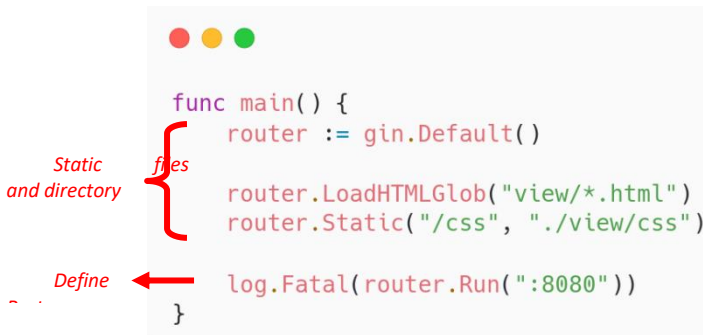 func main() {
router := gin.Default()
Static files
and directory
router.LoadHTMLGlob("view/*.html")
router.Static("/css", "./view/css")
Define
log.Fatal(router.Run(":8080"))
}